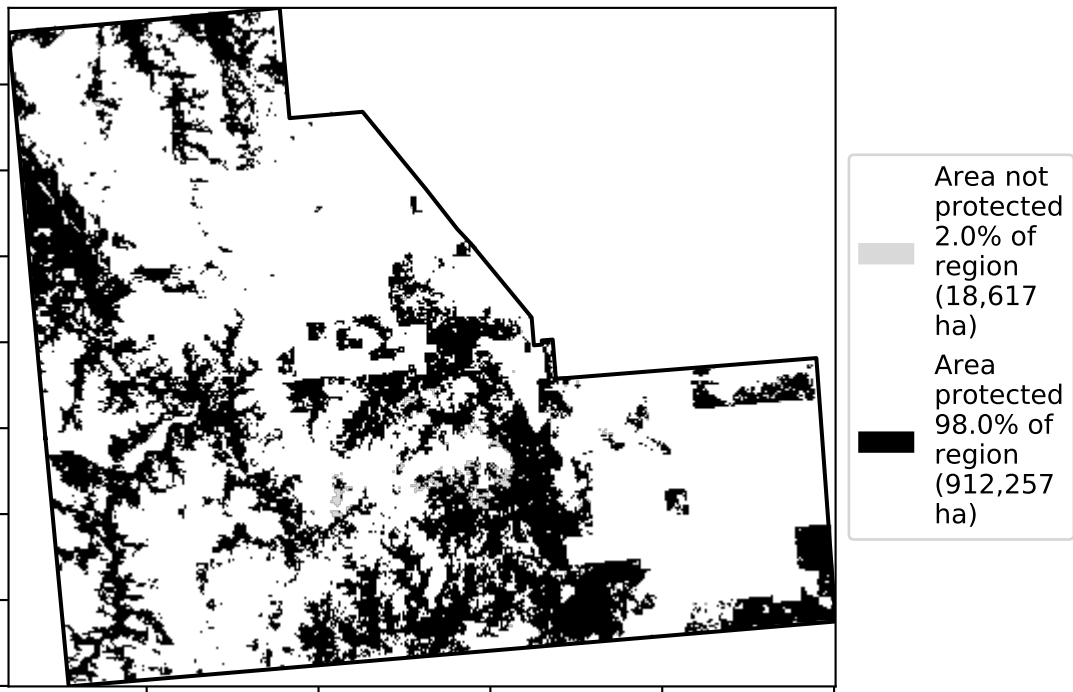 Area not
protected
2.0% of
region
(18,617
ha)
Area
protected
98.0% of
region
(912,257
ha)